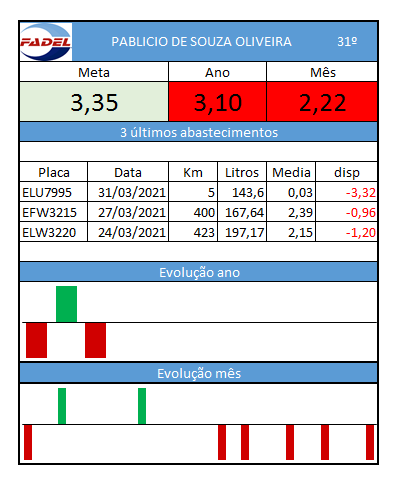 FADEL PABLICIO DE SOUZA OLIVEIRA 31º
Meta Ano Mês
3,35 3,10 2,22
3 últimos abastecimentos
Placa Data Km Litros Media disp
ELU7995 31/03/2021 5 143,6 0,03 -3,32
EFW3215 27/03/2021 400 167,64 2,39 -0,96
ELW3220 24/03/2021 423 197,17 2,15 -1,20
Evolução ano
Evolução mês